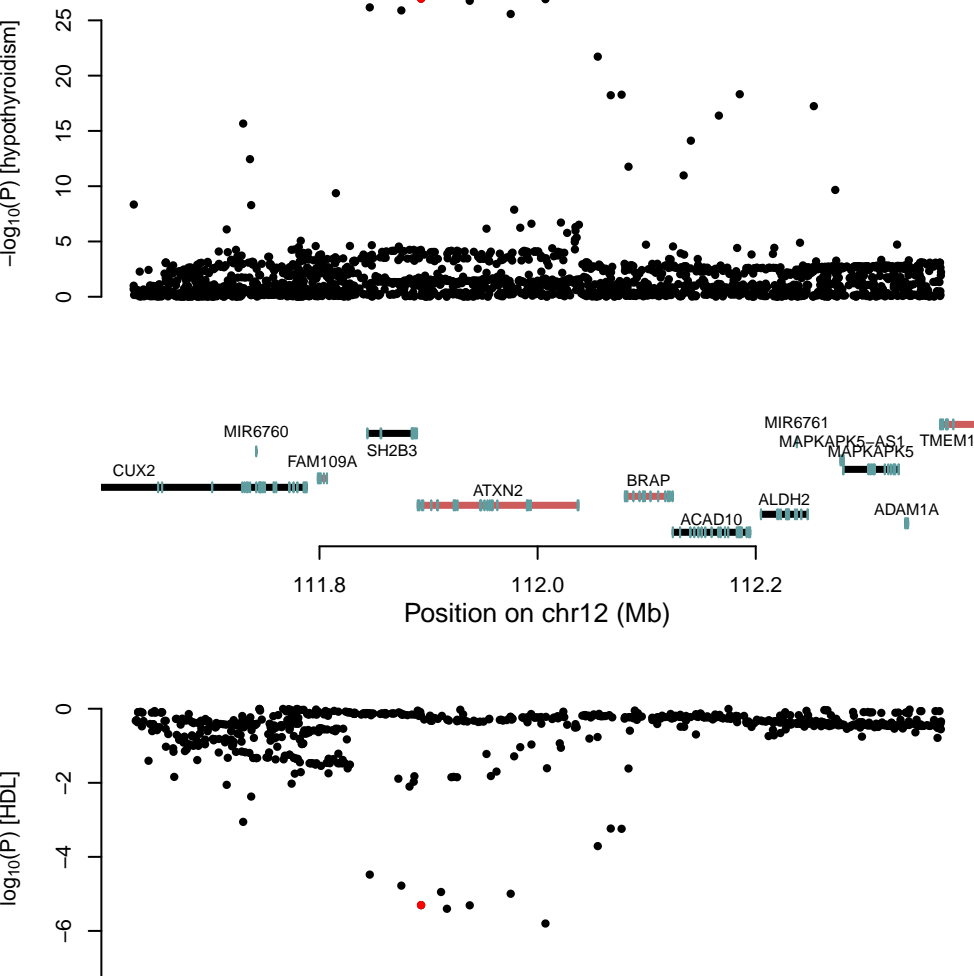 25
20
15
10
5
0
−log10(P) [hypothyroidism]
MIR6761
MIR6760
MAPKAPK5−AS1
TMEM1
SH2B3
MAPKAPK5
FAM109A
CUX2
BRAP
ATXN2
ALDH2
ADAM1A
ACAD10
111.8 112.0 112.2
Position on chr12 (Mb)
0
−2
−4
−6
log10(P) [HDL]